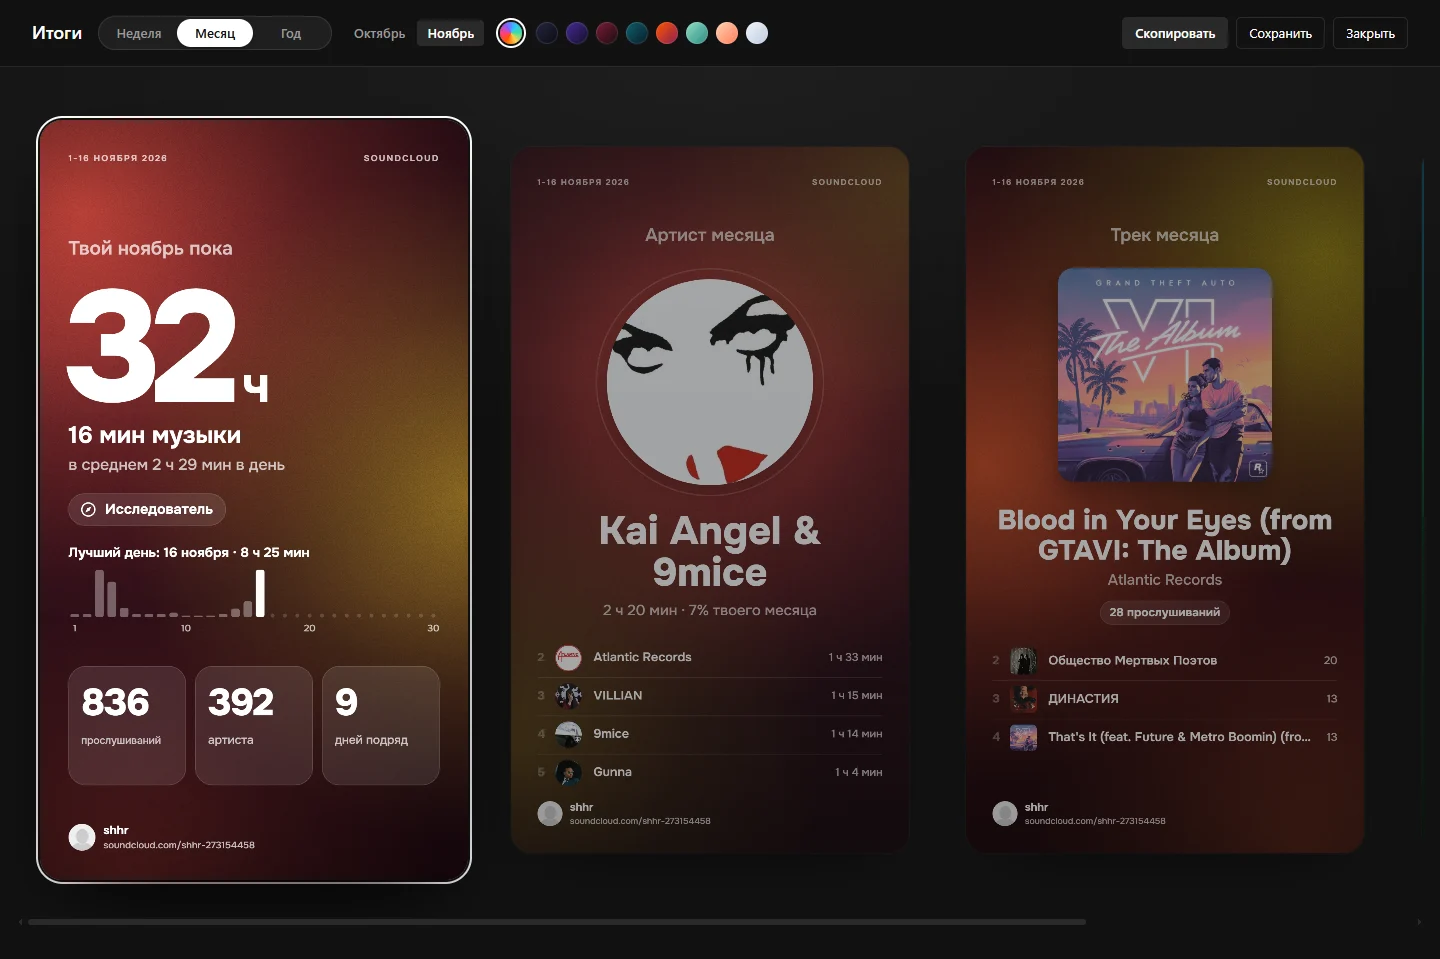 Итоги
Неделя
Месяц
Год
Октябрь
Ноябрь
Скопировать
Сохранить
Закрыть
1-16 НОЯБРЯ 2026
SOUNDCLOUD
Твой ноябрь пока
32 ч
16 мин музыки
в среднем 2 ч 29 мин в день
Исследователь
Лучший день: 16 ноября · 8 ч 25 мин
1 10 20 30
836
прослушиваний
392
артиста
9
дней подряд
shhr
soundcloud.com/shhr-273154458
1-16 НОЯБРЯ 2026
SOUNDCLOUD
Артист месяца
Kai Angel &
9mice
2 ч 20 мин · 7% твоего месяца
2 Atlantic Records 1 ч 33 мин
3 VILLIAN 1 ч 15 мин
4 9mice 1 ч 14 мин
5 Gunna 1 ч 4 мин
shhr
soundcloud.com/shhr-273154458
1-16 НОЯБРЯ 2026
SOUNDCLOUD
Трек месяца
GRAND THEFT AUTO
VI
The Album
R
Blood in Your Eyes (from
GTAVI: The Album)
Atlantic Records
28 прослушиваний
2 Общество Мертвых Поэтов 20
3 ДИНАСТИЯ 13
4 That's It (feat. Future & Metro Boomin) (fro... 13
shhr
soundcloud.com/shhr-273154458